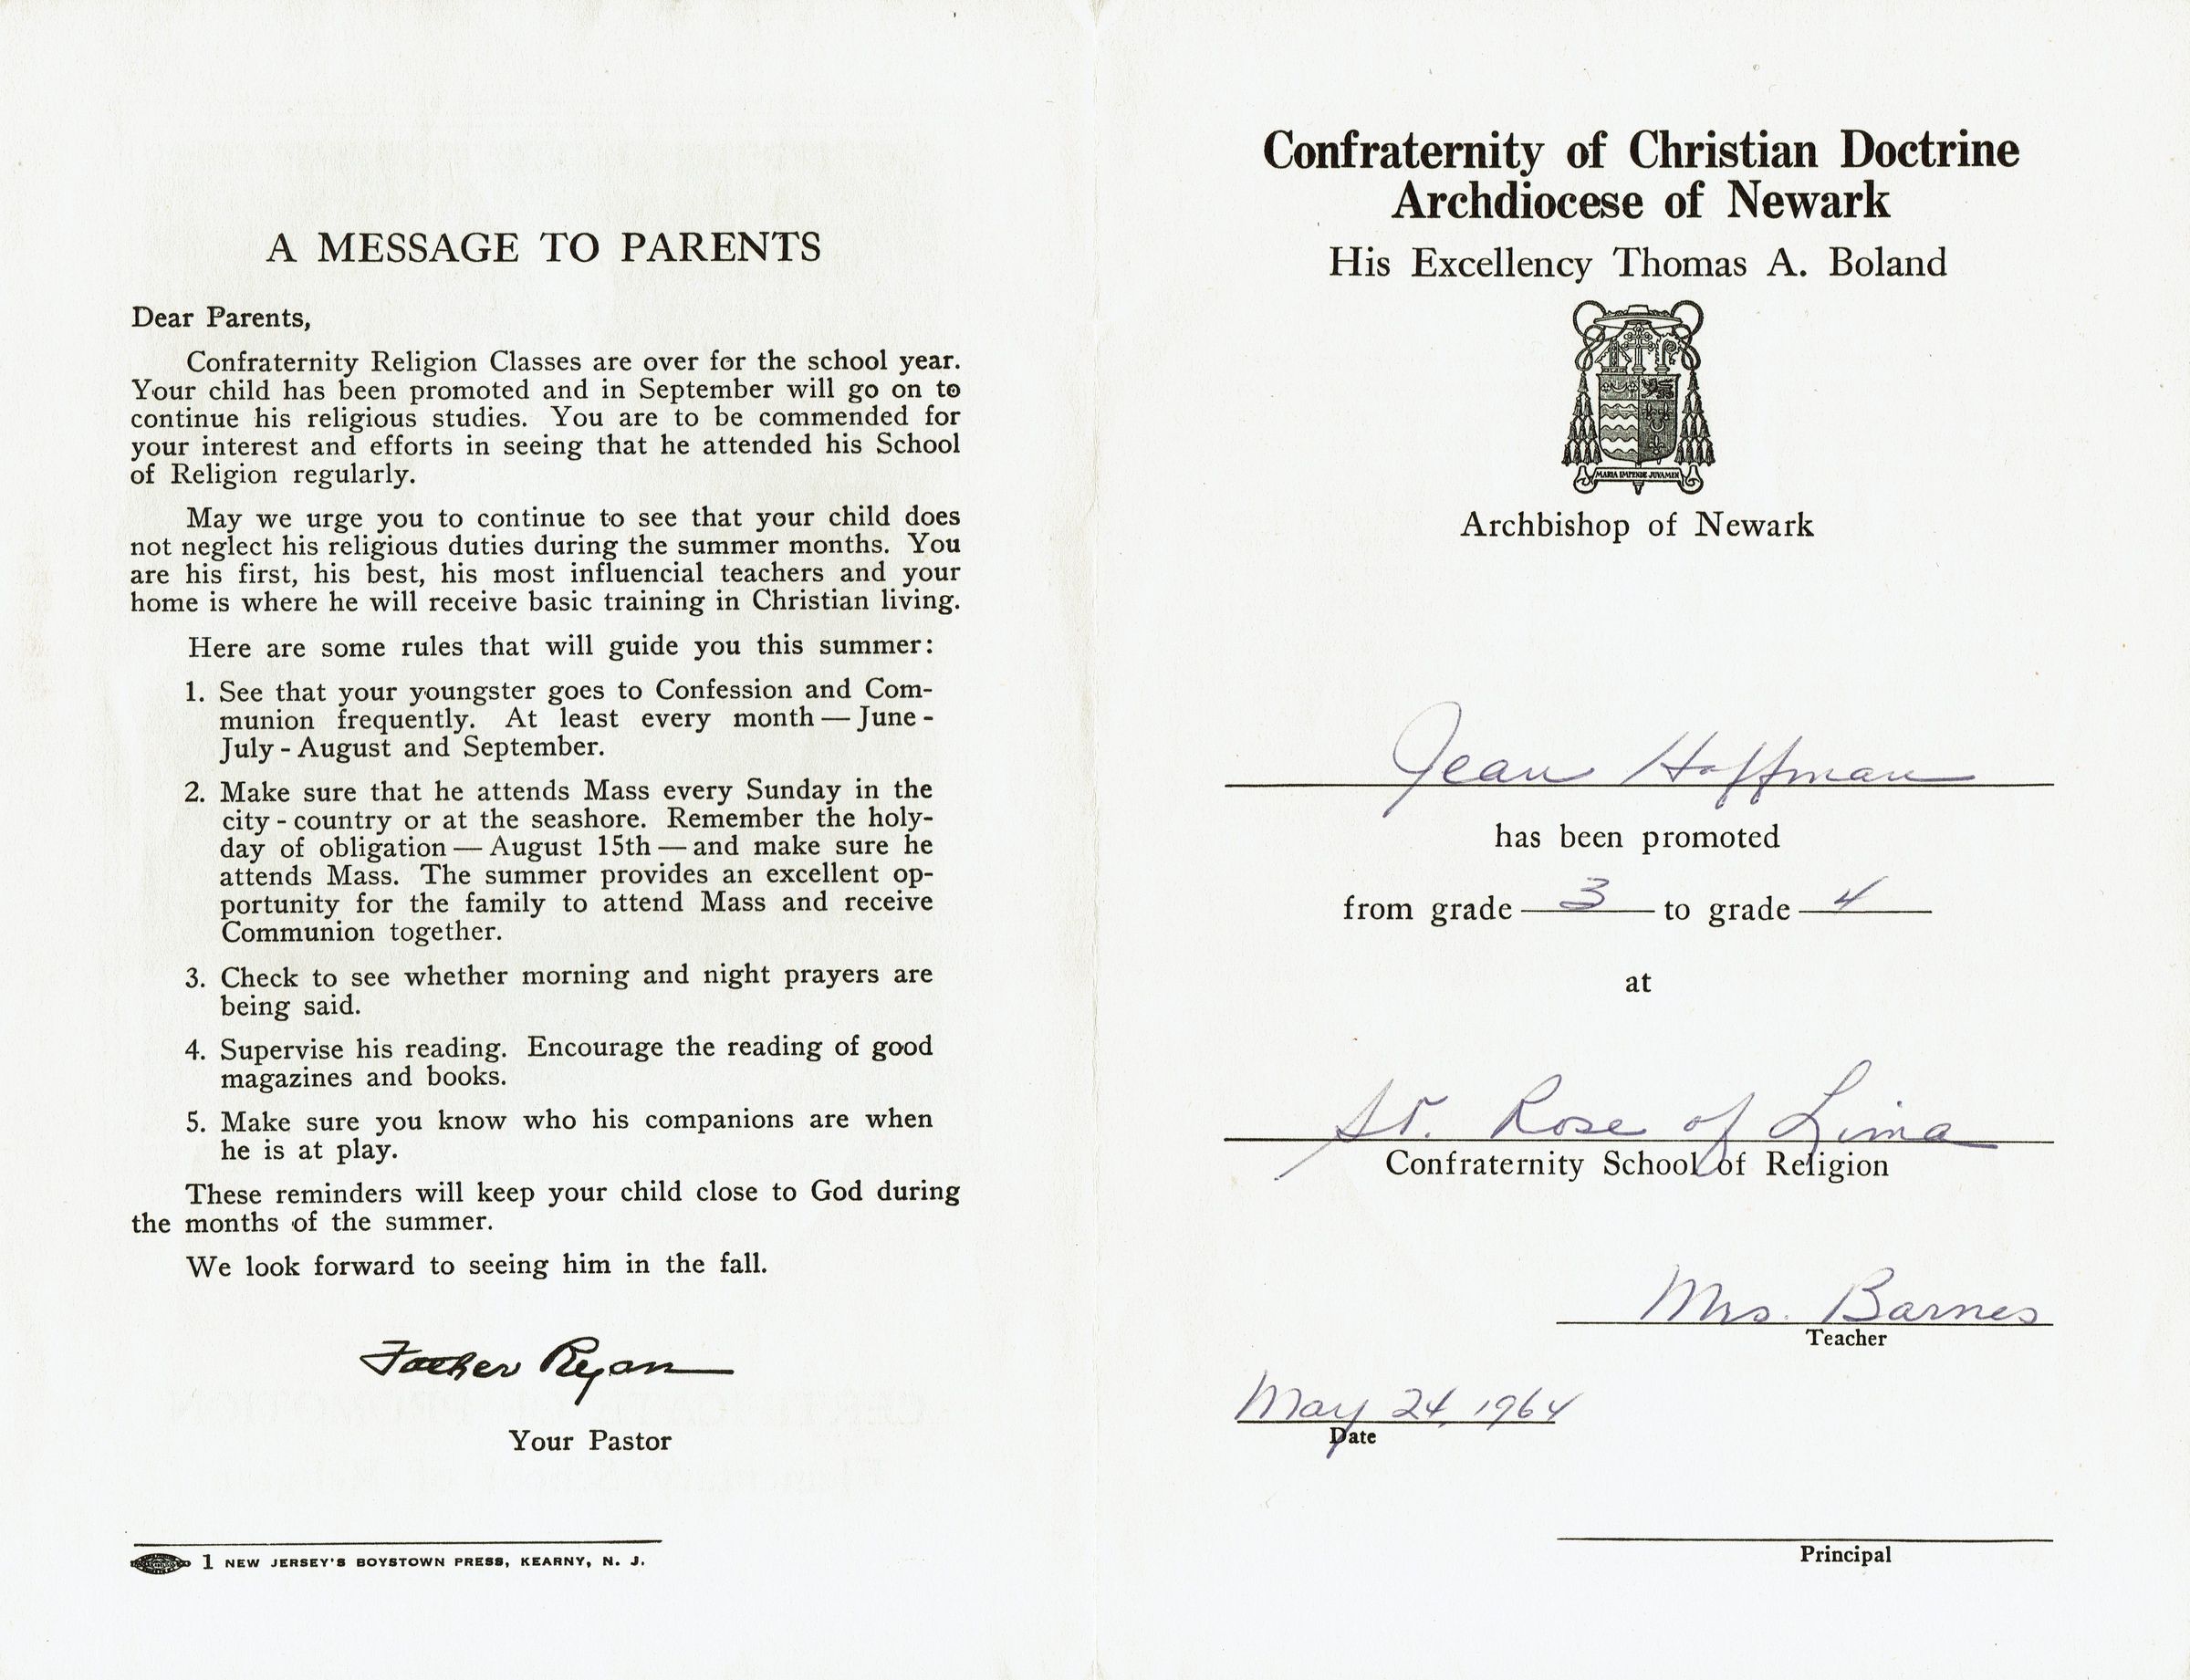 A MESSAGE TO PARENTS
Dear Parents,
Confraternity Religion Classes are over for the school year.
Your child has been promoted and in September will go on to
continue his religious studies. You are to be commended for
your interest and efforts in seeing that he attended his School
of Religion regularly.
May we urge you to continue to see that your child does
not neglect his religious duties during the summer months. You
are his first, his best, his most influencial teachers and your
home is where he will receive basic training in Christian living.
Here are some rules that will guide you this summer:
1. See that your youngster goes to Confession and Com-
munion frequently. At least every month — June -
July - August and September.
2. Make sure that he attends Mass every Sunday in the
city - country or at the seashore. Remember the holy-
day of obligation — August 15th — and make sure he
attends Mass. The summer provides an excellent op-
portunity for the family to attend Mass and receive
Communion together.
3. Check to see whether morning and night prayers are
being said.
4. Supervise his reading. Encourage the reading of good
magazines and books.
5. Make sure you know who his companions are when
he is at play.
These reminders will keep your child close to God during
the months of the summer.
We look forward to seeing him in the fall.
Father Ryan
Your Pastor
1 NEW JERSEY'S BOYSTOWN PRESS, KEARNY, N. J.
Confraternity of Christian Doctrine
Archdiocese of Newark
His Excellency Thomas A. Boland
MARIA IMPENDE JUVAMEN
Archbishop of Newark
Jean Hoffman
has been promoted
from grade 3 to grade 4
at
St. Rose of Lima
Confraternity School of Religion
Mrs. Barnes
Teacher
May 24, 1964
Date
Principal